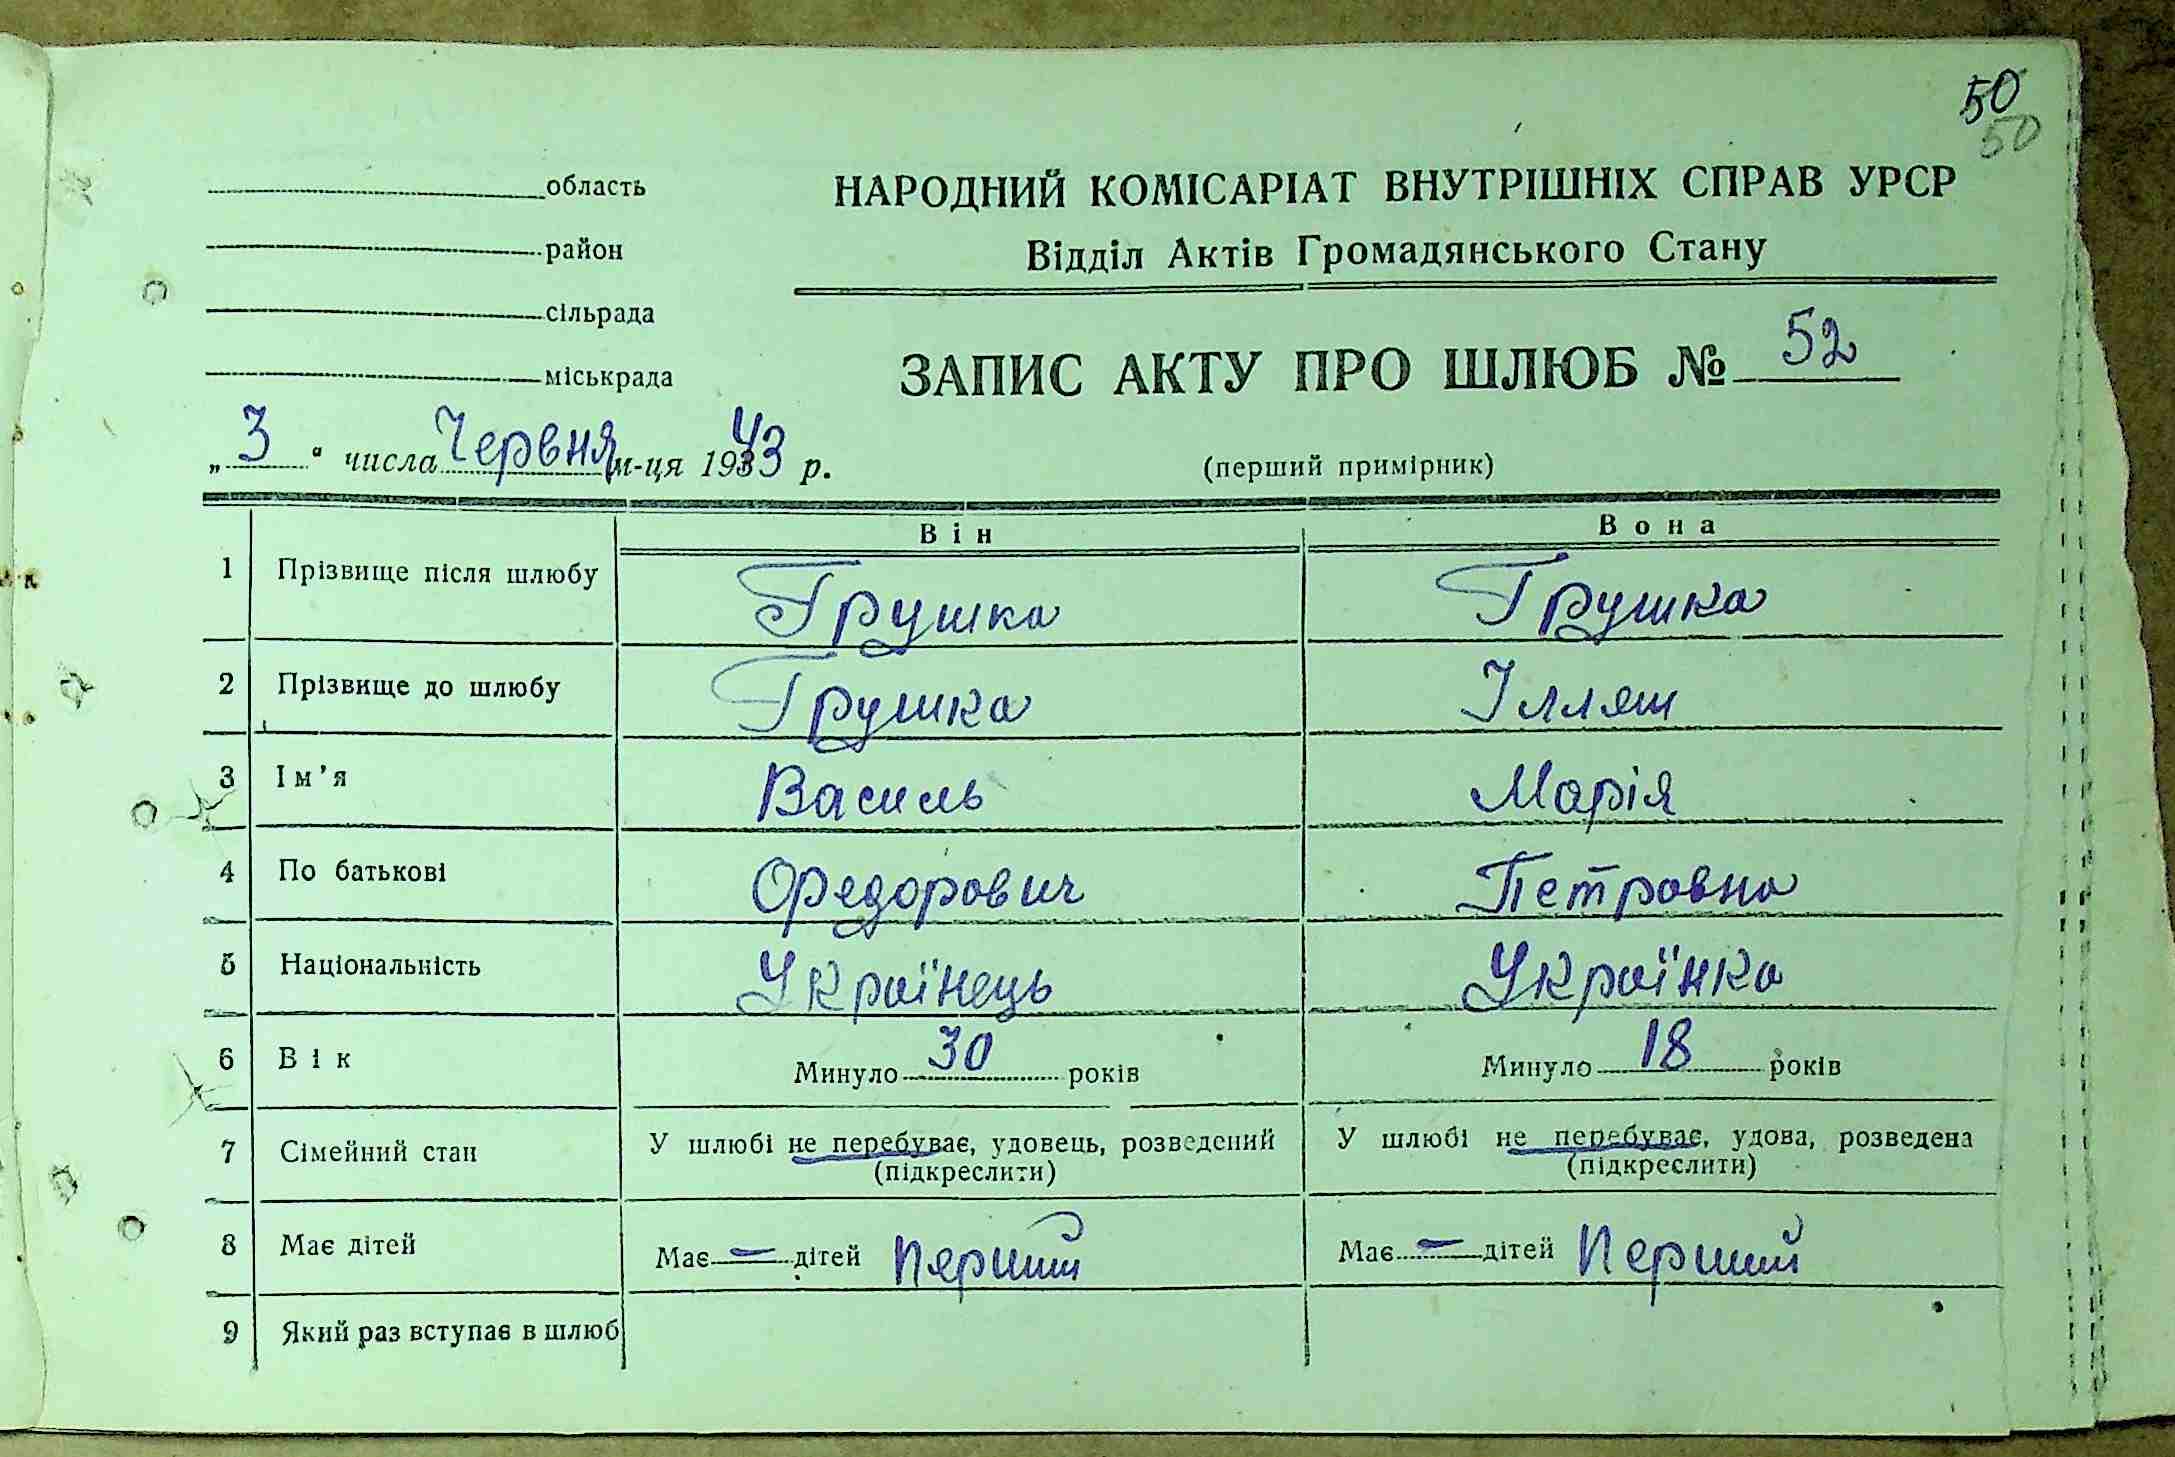 50
50
область
район
сільрада
міськрада
НАРОДНИЙ КОМІСАРІАТ ВНУТРІШНІХ СПРАВ УРСР
Відділ Актів Громадянського Стану
ЗАПИС АКТУ ПРО ШЛЮБ № 52
„3“ числа Червня м-ця 1943 р.
(перший примірник)
Він Вона
1 Прізвище після шлюбу Грушка Грушка
2 Прізвище до шлюбу Грушка Ілляш
3 Ім'я Василь Марія
4 По батькові Федорович Петровна
5 Національність Українець Українка
6 Вік Минуло 30 років Минуло 18 років
7 Сімейний стан У шлюбі не перебуває, удовець, розведений У шлюбі не перебуває, удова, розведена
(підкреслити) (підкреслити)
8 Має дітей Має — дітей Перший Має — дітей Перший
9 Який раз вступає в шлюб